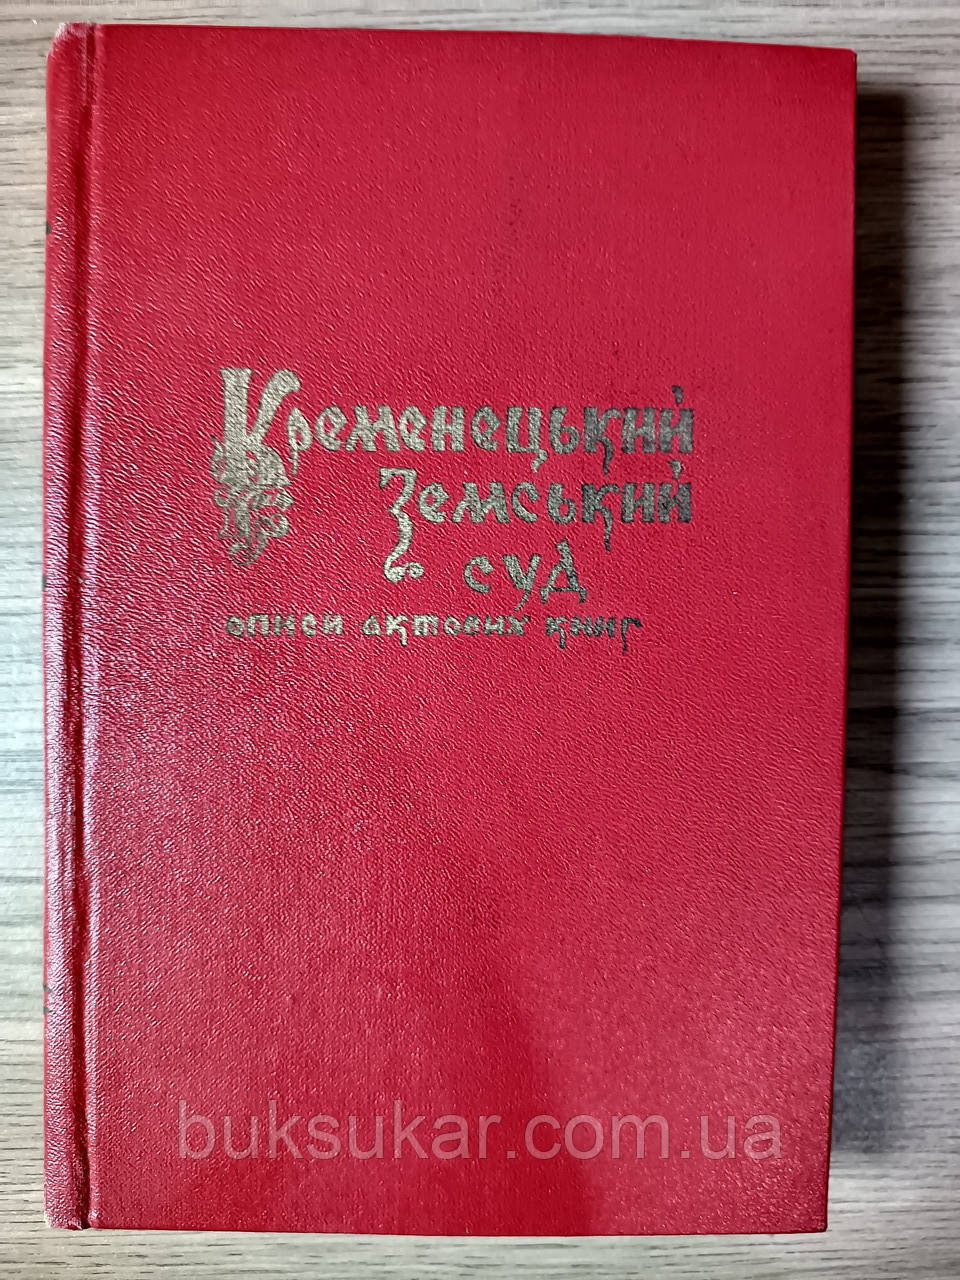 Кременецький
Земський
суд
описи актових книг
buksukar.com.ua